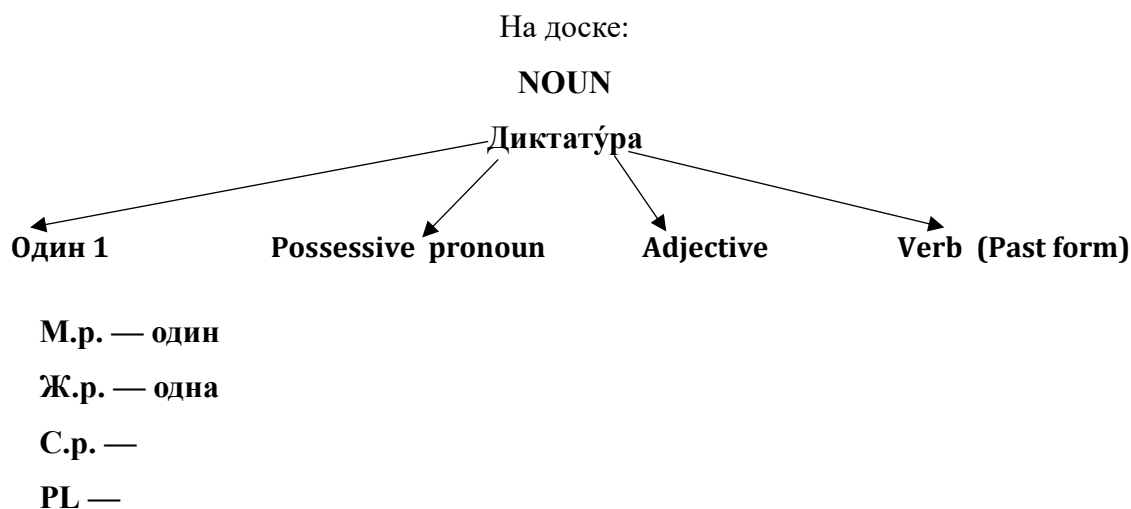 На доске:
NOUN
Диктату́ра
Один 1 Possessive pronoun Adjective Verb (Past form)
М.р. — один
Ж.р. — одна
С.р. —
PL —